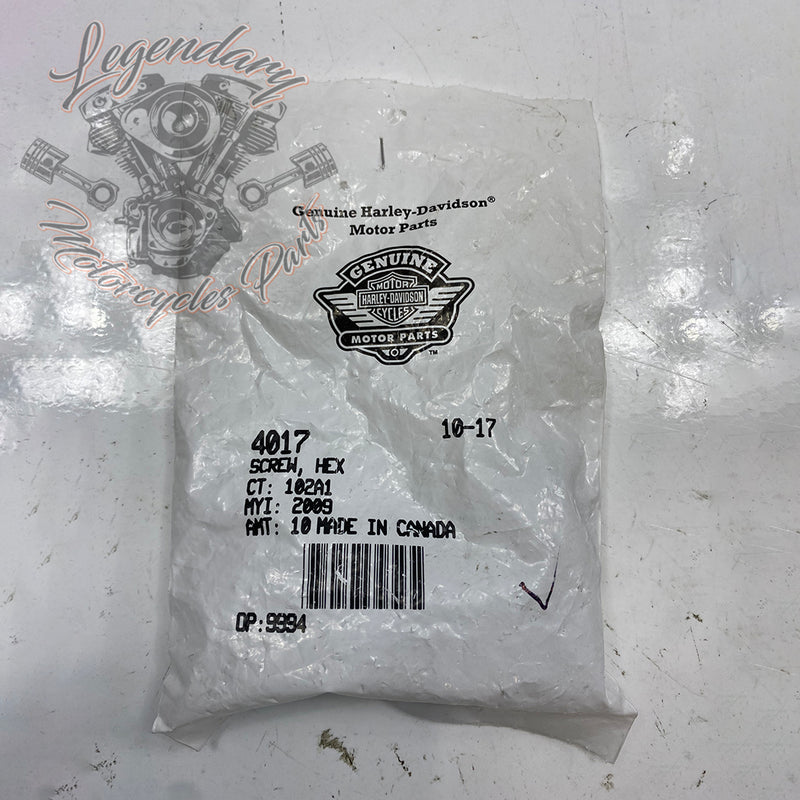 Legendary
Motorcycles Parts
Genuine Harley-Davidson®
Motor Parts
GENUINE
MOTOR
HARLEY-DAVIDSON
CYCLES
MOTOR PARTS
TM
4017
10-17
SCREW, HEX
CT: 102A1
MYI: 2009
AMT: 10 MADE IN CANADA
OP:9994